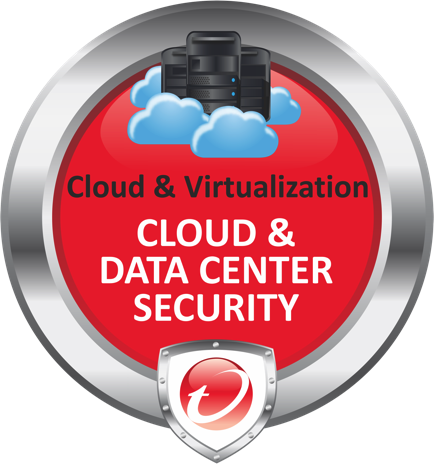 Cloud & Virtualization
CLOUD &
DATA CENTER
SECURITY